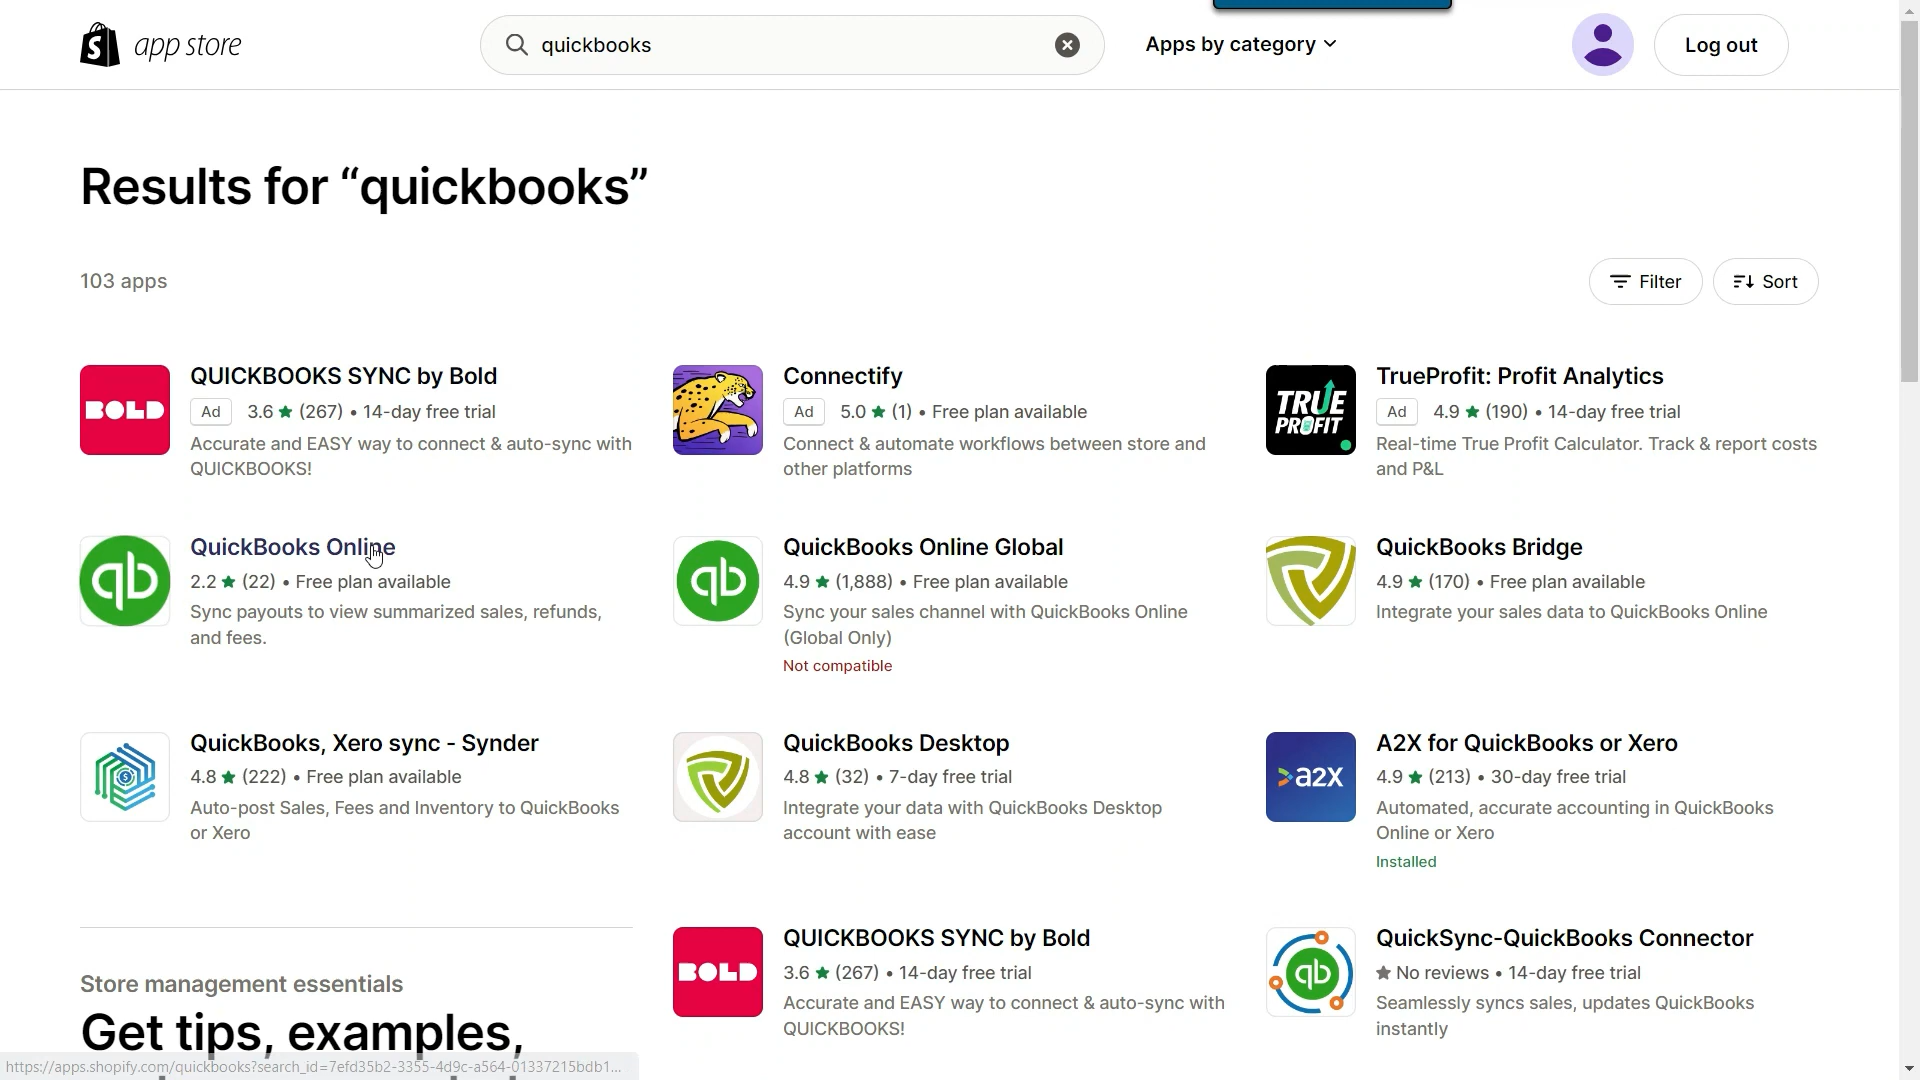 app store
quickbooks
Apps by category
Log out
Results for “quickbooks”
103 apps
Filter
Sort
BOLD
QUICKBOOKS SYNC by Bold
Ad 3.6 ★ (267) • 14-day free trial
Accurate and EASY way to connect & auto-sync with
QUICKBOOKS!
Connectify
Ad 5.0 ★ (1) • Free plan available
Connect & automate workflows between store and
other platforms
TRUE
PROFIT
TrueProfit: Profit Analytics
Ad 4.9 ★ (190) • 14-day free trial
Real-time True Profit Calculator. Track & report costs
and P&L
qb
QuickBooks Online
2.2 ★ (22) • Free plan available
Sync payouts to view summarized sales, refunds,
and fees.
qb
QuickBooks Online Global
4.9 ★ (1,888) • Free plan available
Sync your sales channel with QuickBooks Online
(Global Only)
Not compatible
QuickBooks Bridge
4.9 ★ (170) • Free plan available
Integrate your sales data to QuickBooks Online
QuickBooks, Xero sync - Synder
4.8 ★ (222) • Free plan available
Auto-post Sales, Fees and Inventory to QuickBooks
or Xero
QuickBooks Desktop
4.8 ★ (32) • 7-day free trial
Integrate your data with QuickBooks Desktop
account with ease
a2x
A2X for QuickBooks or Xero
4.9 ★ (213) • 30-day free trial
Automated, accurate accounting in QuickBooks
Online or Xero
Installed
Store management essentials
Get tips, examples,
BOLD
QUICKBOOKS SYNC by Bold
3.6 ★ (267) • 14-day free trial
Accurate and EASY way to connect & auto-sync with
QUICKBOOKS!
qb
QuickSync-QuickBooks Connector
★ No reviews • 14-day free trial
Seamlessly syncs sales, updates QuickBooks
instantly
https://apps.shopify.com/quickbooks?search_id=7efd35b2-3355-4d9c-a564-01337215bdb1...